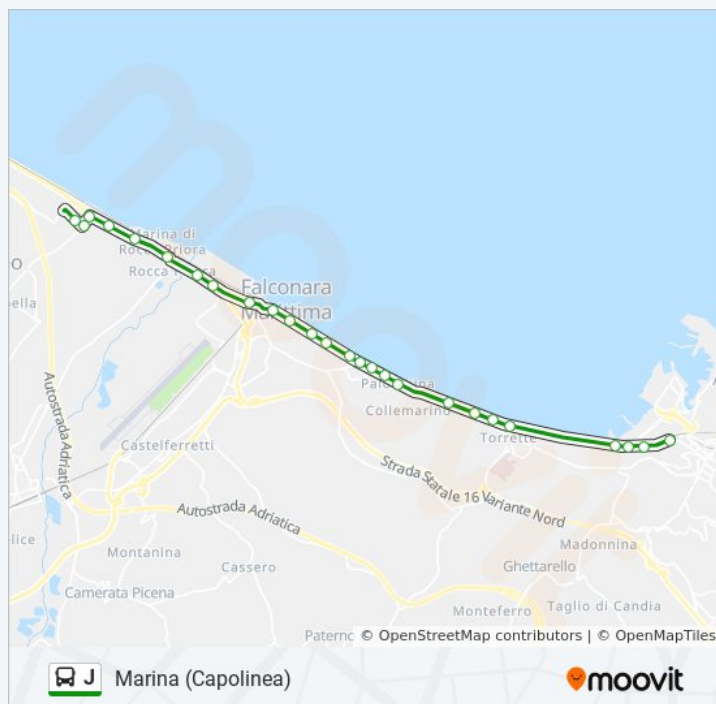 Marina di
Rocca Priora
Rocca Priora
Falconara
Marittima
Autostrada Adriatica
Castelferretti
Palombina
Collemarino
Torrette
Strada Statale 16 Variante Nord
Autostrada Adriatica
Montanina
Cassero
Camerata Picena
Madonnina
Ghettarello
Taglio di Candia
Monteferro
© OpenStreetMap contributors | © OpenMapTiles
J Marina (Capolinea)
moovit